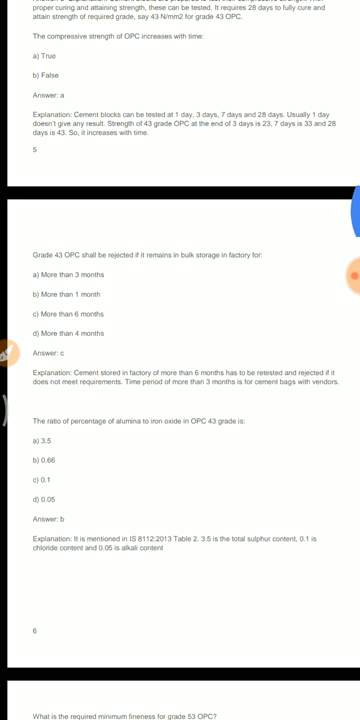 proper curing and attaining strength, these can be tested. It requires 28 days to fully cure and
attain strength of required grade, say 43 N/mm2 for grade 43 OPC.
The compressive strength of OPC increases with time:
a) True
b) False
Answer: a
Explanation: Cement blocks can be tested at 1 day, 3 days, 7 days and 28 days. Usually 1 day
doesn't give any result. Strength of 43 grade OPC at the end of 3 days is 23, 7 days is 33 and 28
days is 43. So, it increases with time.
5
Grade 43 OPC shall be rejected if it remains in bulk storage in factory for:
a) More than 3 months
b) More than 1 month
c) More than 6 months
d) More than 4 months
Answer: c
Explanation: Cement stored in factory of more than 6 months has to be retested and rejected if it
does not meet requirements. Time period of more than 3 months is for cement bags with vendors.
The ratio of percentage of alumina to iron oxide in OPC 43 grade is:
a) 3.5
b) 0.66
c) 0.1
d) 0.05
Answer: b
Explanation: It is mentioned in IS 8112:2013 Table 2. 3.5 is the total sulphur content, 0.1 is
chloride content and 0.05 is alkali content
6
What is the required minimum fineness for grade 53 OPC?